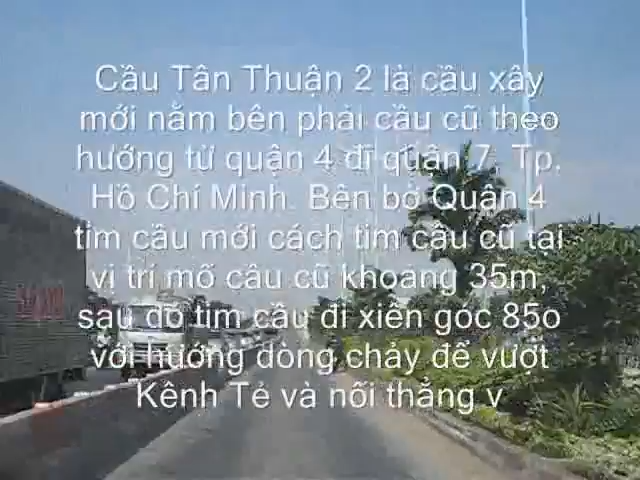 Cầu Tân Thuận 2 là cầu xây
mới nằm bên phải cầu cũ theo
hướng từ quận 4 đi quận 7, Tp.
Hồ Chí Minh. Bên bờ Quận 4
tim cầu mới cách tim cầu cũ tại
vị trí mố cầu cũ khoảng 35m,
sau đó tim cầu đi xiên góc 85o
với hướng dòng chảy để vượt
Kênh Tẻ và nối thẳng v